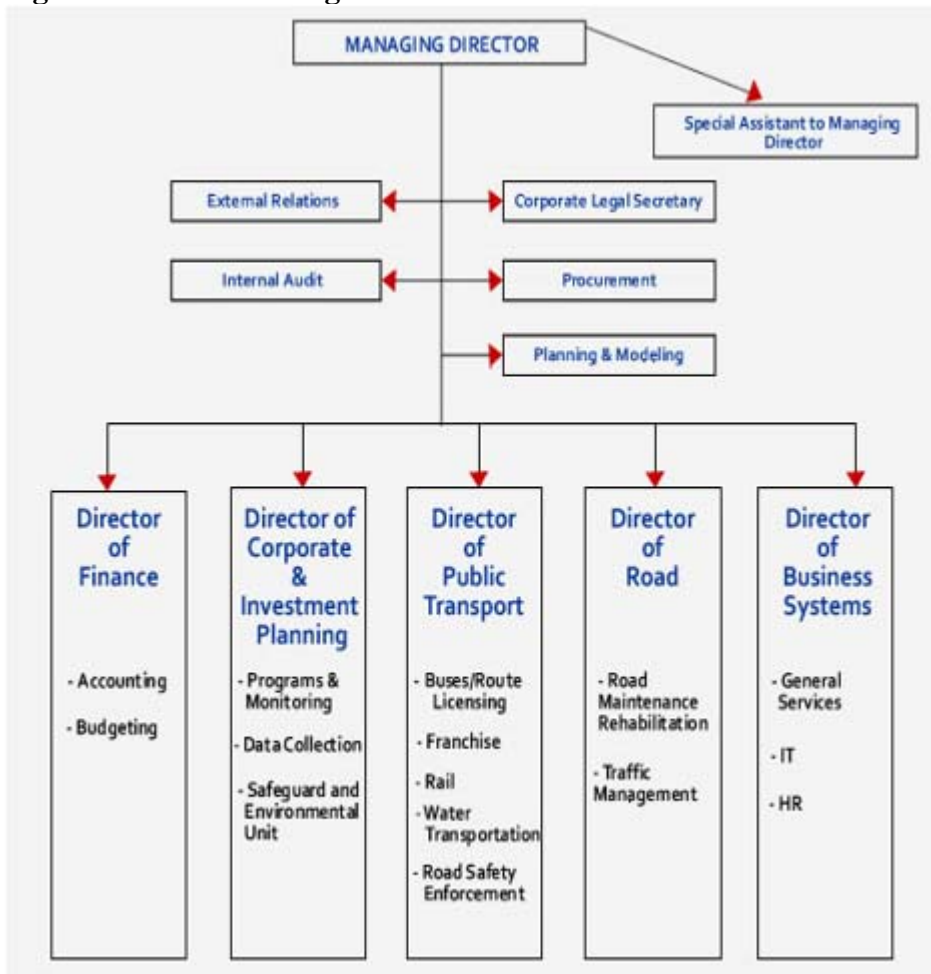 MANAGING DIRECTOR
Special Assistant to Managing
Director
External Relations
Corporate Legal Secretary
Internal Audit
Procurement
Planning & Modeling
Director
of
Finance
- Accounting
- Budgeting
Director of
Corporate
&
Investment
Planning
- Programs &
Monitoring
- Data Collection
- Safeguard and
Environmental
Unit
Director
of
Public
Transport
- Buses/Route
Licensing
- Franchise
- Rail
- Water
Transportation
- Road Safety
Enforcement
Director
of
Road
- Road
Maintenance
Rehabilitation
- Traffic
Management
Director
of
Business
Systems
- General
Services
- IT
- HR